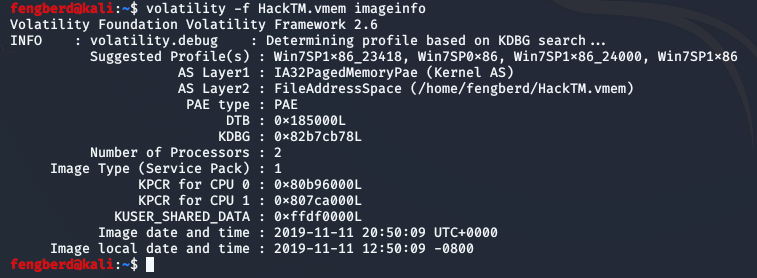 fengberd@kali:~$ volatility -f HackTM.vmem imageinfo
Volatility Foundation Volatility Framework 2.6
INFO    : volatility.debug    : Determining profile based on KDBG search...
          Suggested Profile(s) : Win7SP1x86_23418, Win7SP0x86, Win7SP1x86_24000, Win7SP1x86
                     AS Layer1 : IA32PagedMemoryPae (Kernel AS)
                     AS Layer2 : FileAddressSpace (/home/fengberd/HackTM.vmem)
                      PAE type : PAE
                           DTB : 0x185000L
                          KDBG : 0x82b7cb78L
          Number of Processors : 2
     Image Type (Service Pack) : 1
                KPCR for CPU 0 : 0x80b96000L
                KPCR for CPU 1 : 0x807ca000L
             KUSER_SHARED_DATA : 0xffdf0000L
           Image date and time : 2019-11-11 20:50:09 UTC+0000
     Image local date and time : 2019-11-11 12:50:09 -0800
fengberd@kali:~$